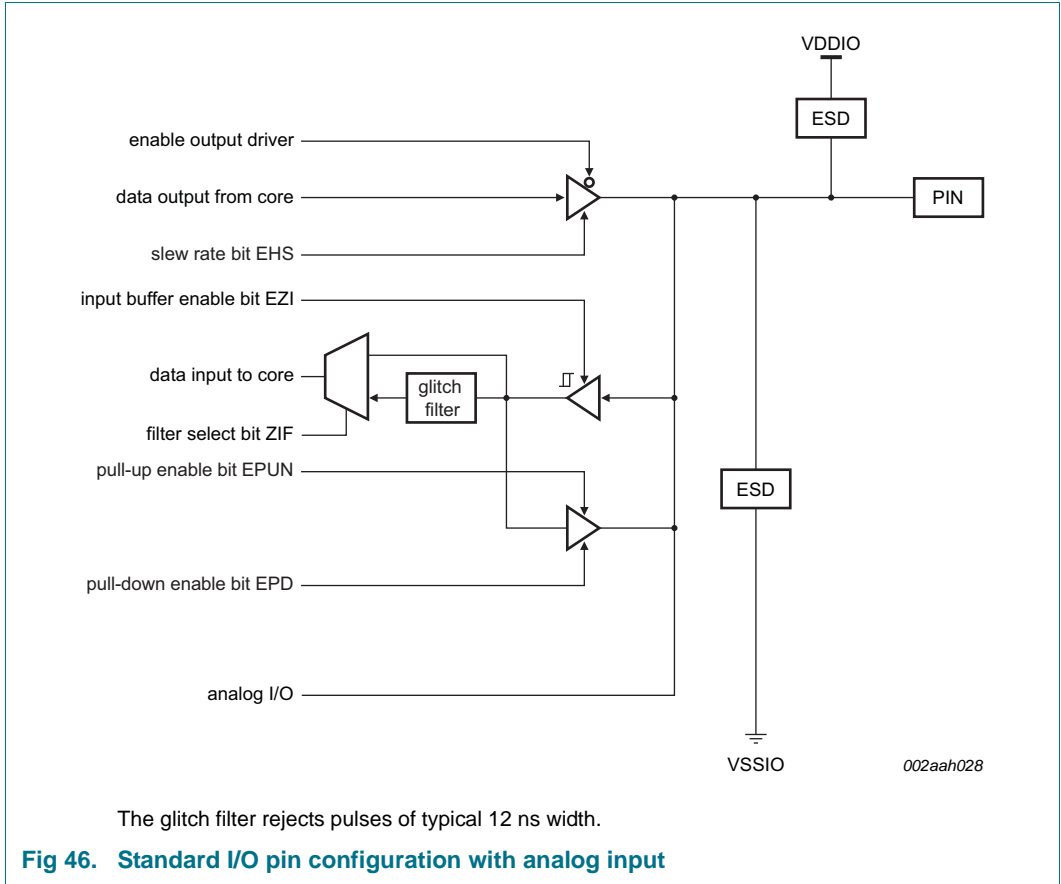 VDDIO
ESD
enable output driver
data output from core
PIN
slew rate bit EHS
input buffer enable bit EZI
data input to core
glitch
filter
filter select bit ZIF
pull-up enable bit EPUN
ESD
pull-down enable bit EPD
analog I/O
VSSIO
002aah028
The glitch filter rejects pulses of typical 12 ns width.
Fig 46. Standard I/O pin configuration with analog input